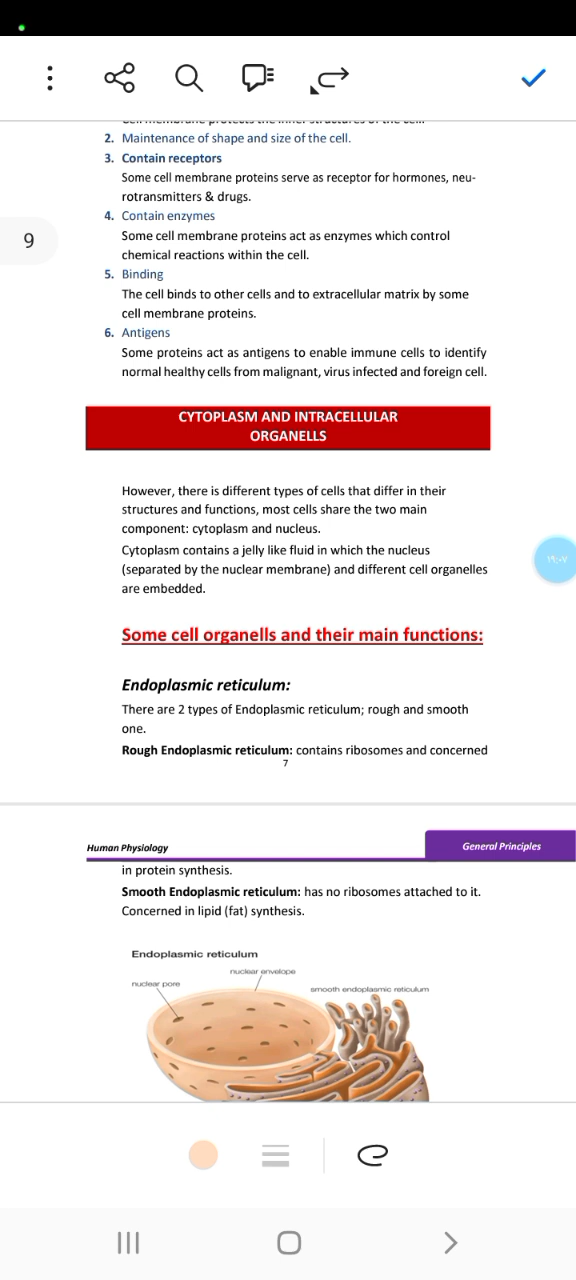 2. Maintenance of shape and size of the cell.
3. Contain receptors
Some cell membrane proteins serve as receptor for hormones, neu-
rotransmitters & drugs.
4. Contain enzymes
Some cell membrane proteins act as enzymes which control
chemical reactions within the cell.
9
5. Binding
The cell binds to other cells and to extracellular matrix by some
cell membrane proteins.
6. Antigens
Some proteins act as antigens to enable immune cells to identify
normal healthy cells from malignant, virus infected and foreign cell.
CYTOPLASM AND INTRACELLULAR
ORGANELLS
However, there is different types of cells that differ in their
structures and functions, most cells share the two main
component: cytoplasm and nucleus.
Cytoplasm contains a jelly like fluid in which the nucleus
(separated by the nuclear membrane) and different cell organelles
are embedded.
١٩:٠٧
Some cell organells and their main functions:
Endoplasmic reticulum:
There are 2 types of Endoplasmic reticulum; rough and smooth
one.
Rough Endoplasmic reticulum: contains ribosomes and concerned
7
Human Physiology
General Principles
in protein synthesis.
Smooth Endoplasmic reticulum: has no ribosomes attached to it.
Concerned in lipid (fat) synthesis.
Endoplasmic reticulum
nuclear envelope
nuclear pore
smooth endoplasmic reticulum